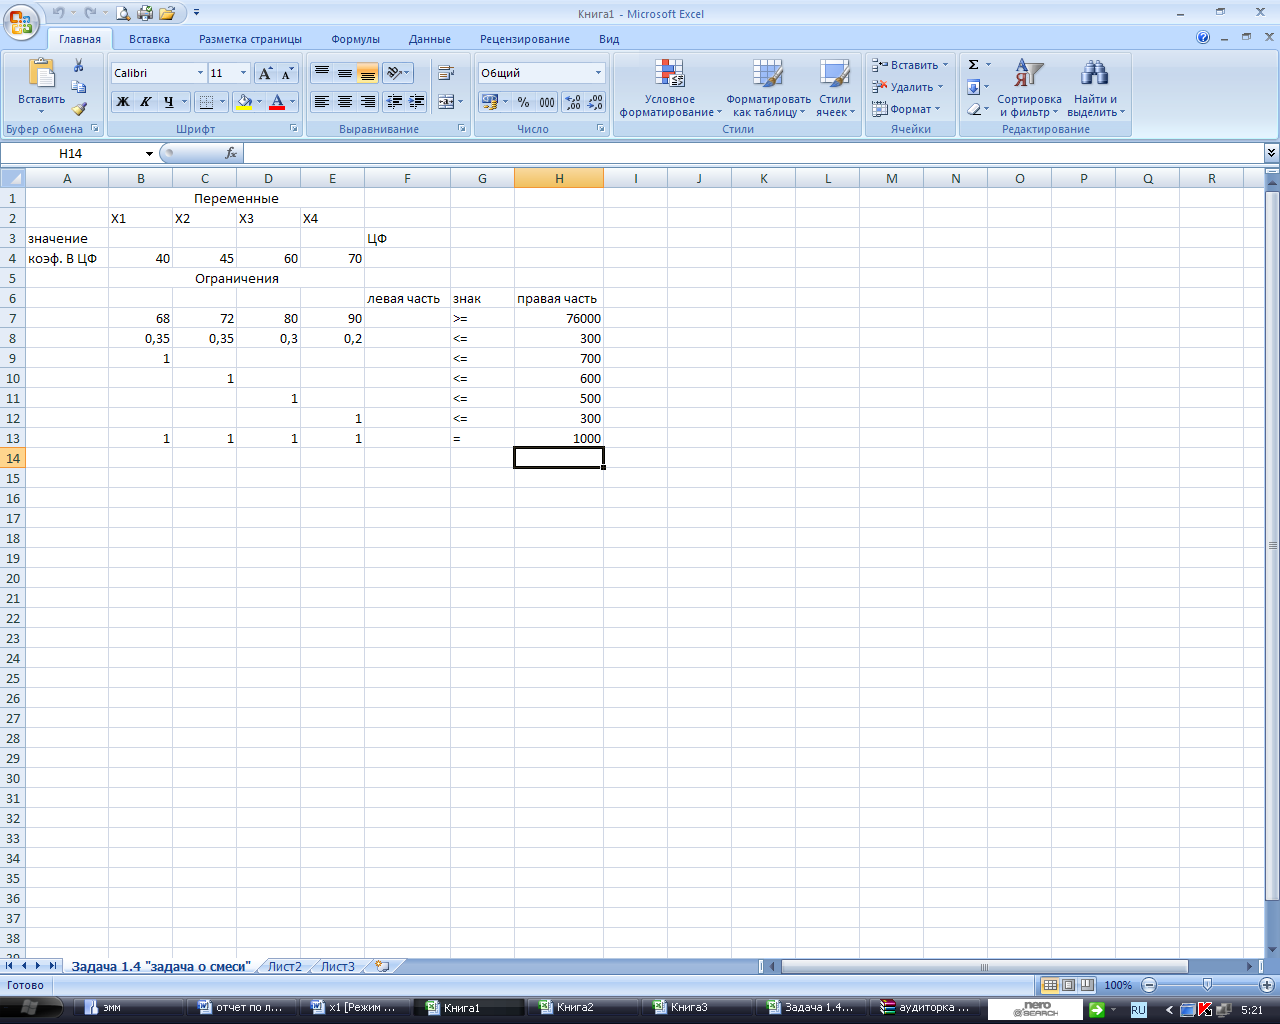 Книга1 - Microsoft Excel
Главная Вставка Разметка страницы Формулы Данные Рецензирование Вид
Вставить
Буфер обмена
Calibri 11
Ж К Ч
Шрифт
Выравнивание
Общий
% 000
Число
Условное форматирование
Форматировать как таблицу
Стили ячеек
Стили
Вставить
Удалить
Формат
Ячейки
Σ
Сортировка и фильтр
Найти и выделить
Редактирование
H14 fx
A B C D E F G H I J K L M N O P Q R
1 Переменные
2 X1 X2 X3 X4
3 значение ЦФ
4 коэф. В ЦФ 40 45 60 70
5 Ограничения
6 левая часть знак правая часть
7 68 72 80 90 >= 76000
8 0,35 0,35 0,3 0,2 <= 300
9 1 <= 700
10 1 <= 600
11 1 <= 500
12 1 <= 300
13 1 1 1 1 = 1000
14
15
16
17
18
19
20
21
22
23
24
25
26
27
28
29
30
31
32
33
34
35
36
37
38
Задача 1.4 "задача о смеси" Лист2 Лист3
Готово 100%
эмм отчет по л... x1 [Режим ... Книга1 Книга2 Книга3 Задача 1.4... аудиторка ... nero @SEARCH RU 5:21